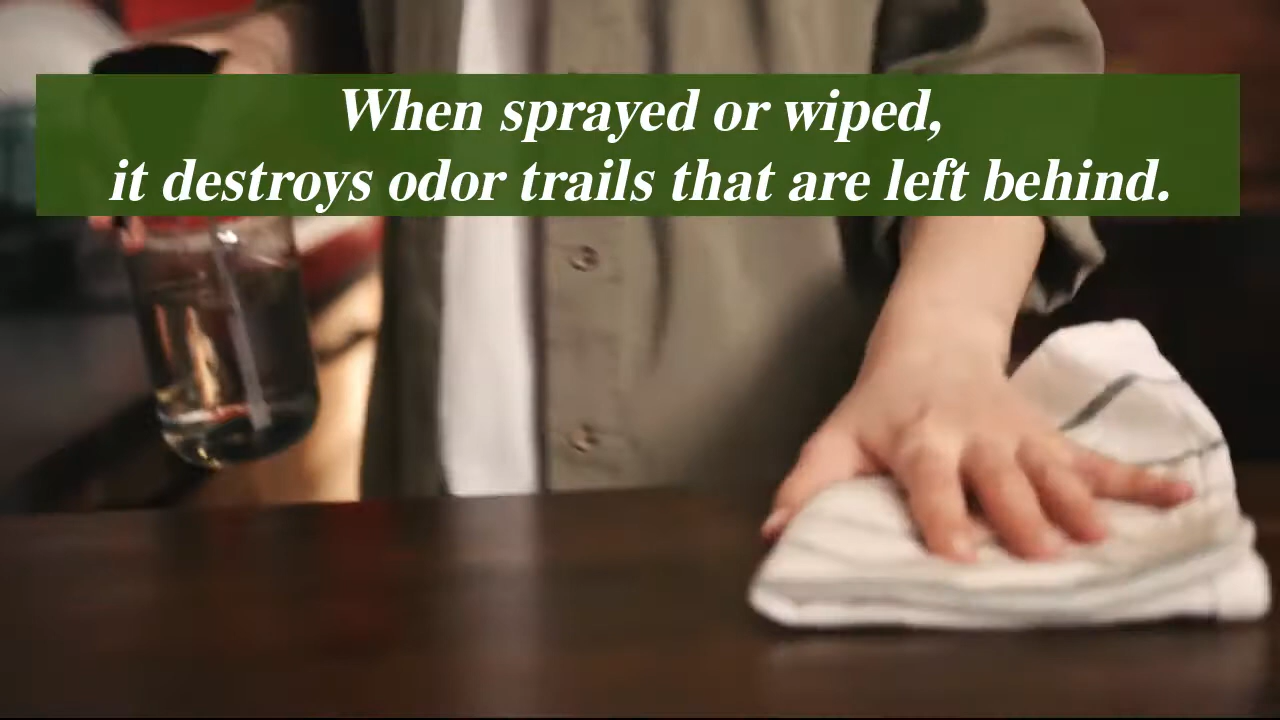 When sprayed or wiped,
it destroys odor trails that are left behind.